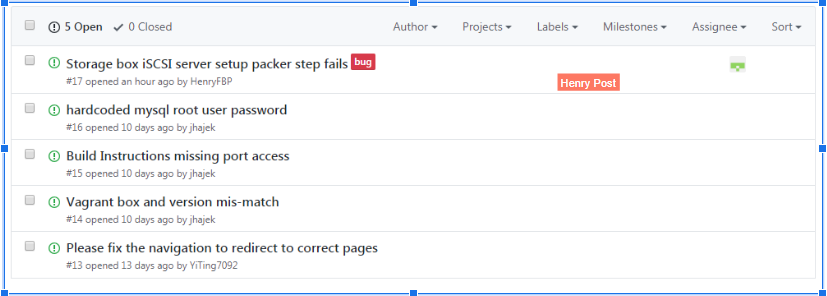 5 Open 0 Closed Author Projects Labels Milestones Assignee Sort
Storage box iSCSI server setup packer step fails bug
#17 opened an hour ago by HenryFBP
Henry Post
hardcoded mysql root user password
#16 opened 10 days ago by jhajek
Build Instructions missing port access
#15 opened 10 days ago by jhajek
Vagrant box and version mis-match
#14 opened 10 days ago by jhajek
Please fix the navigation to redirect to correct pages
#13 opened 13 days ago by YiTing7092